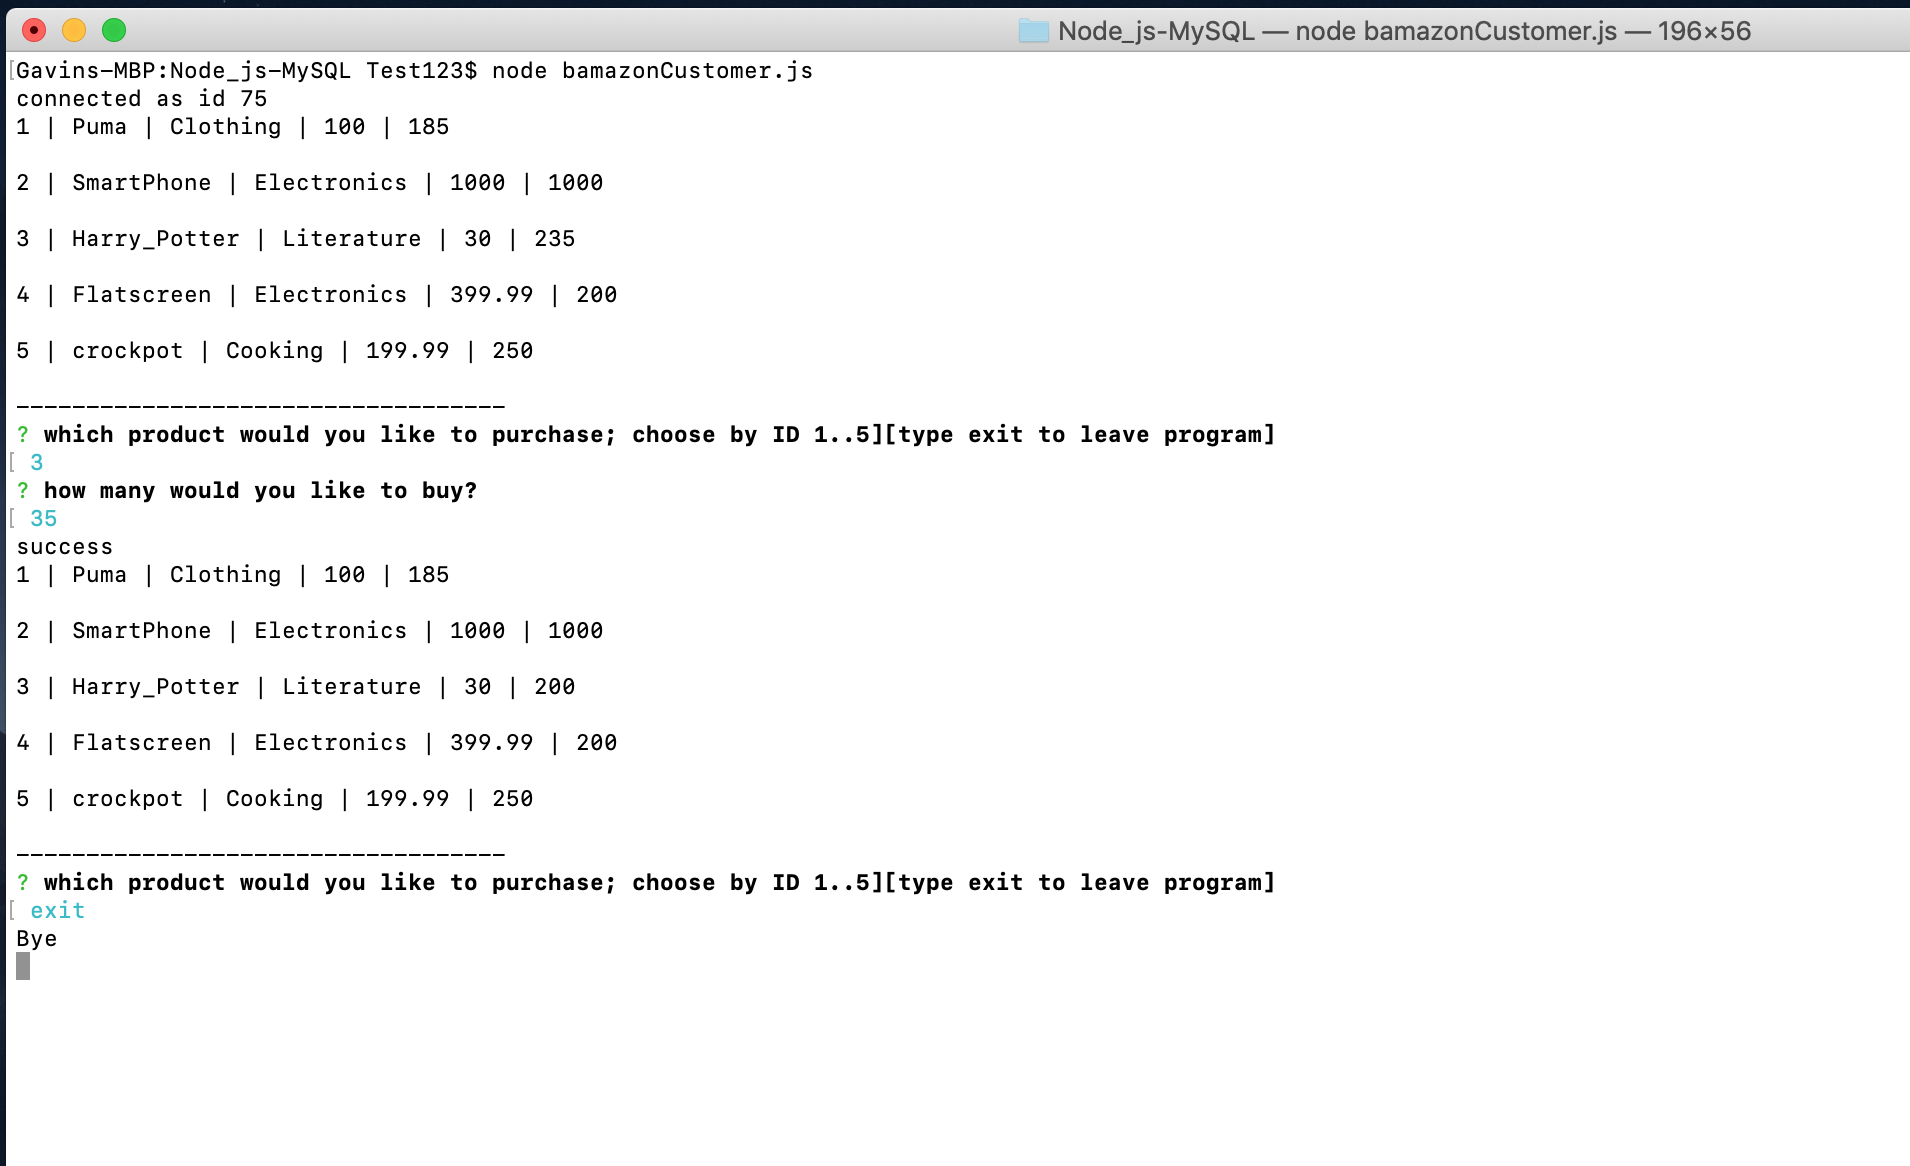 Node_js-MySQL — node bamazonCustomer.js — 196×56
[Gavins-MBP:Node_js-MySQL Test123$ node bamazonCustomer.js
connected as id 75
1 | Puma | Clothing | 100 | 185
2 | SmartPhone | Electronics | 1000 | 1000
3 | Harry_Potter | Literature | 30 | 235
4 | Flatscreen | Electronics | 399.99 | 200
5 | crockpot | Cooking | 199.99 | 250
-----------------------------------
? which product would you like to purchase; choose by ID 1..5][type exit to leave program]
[ 3
? how many would you like to buy?
[ 35
success
1 | Puma | Clothing | 100 | 185
2 | SmartPhone | Electronics | 1000 | 1000
3 | Harry_Potter | Literature | 30 | 200
4 | Flatscreen | Electronics | 399.99 | 200
5 | crockpot | Cooking | 199.99 | 250
-----------------------------------
? which product would you like to purchase; choose by ID 1..5][type exit to leave program]
[ exit
Bye